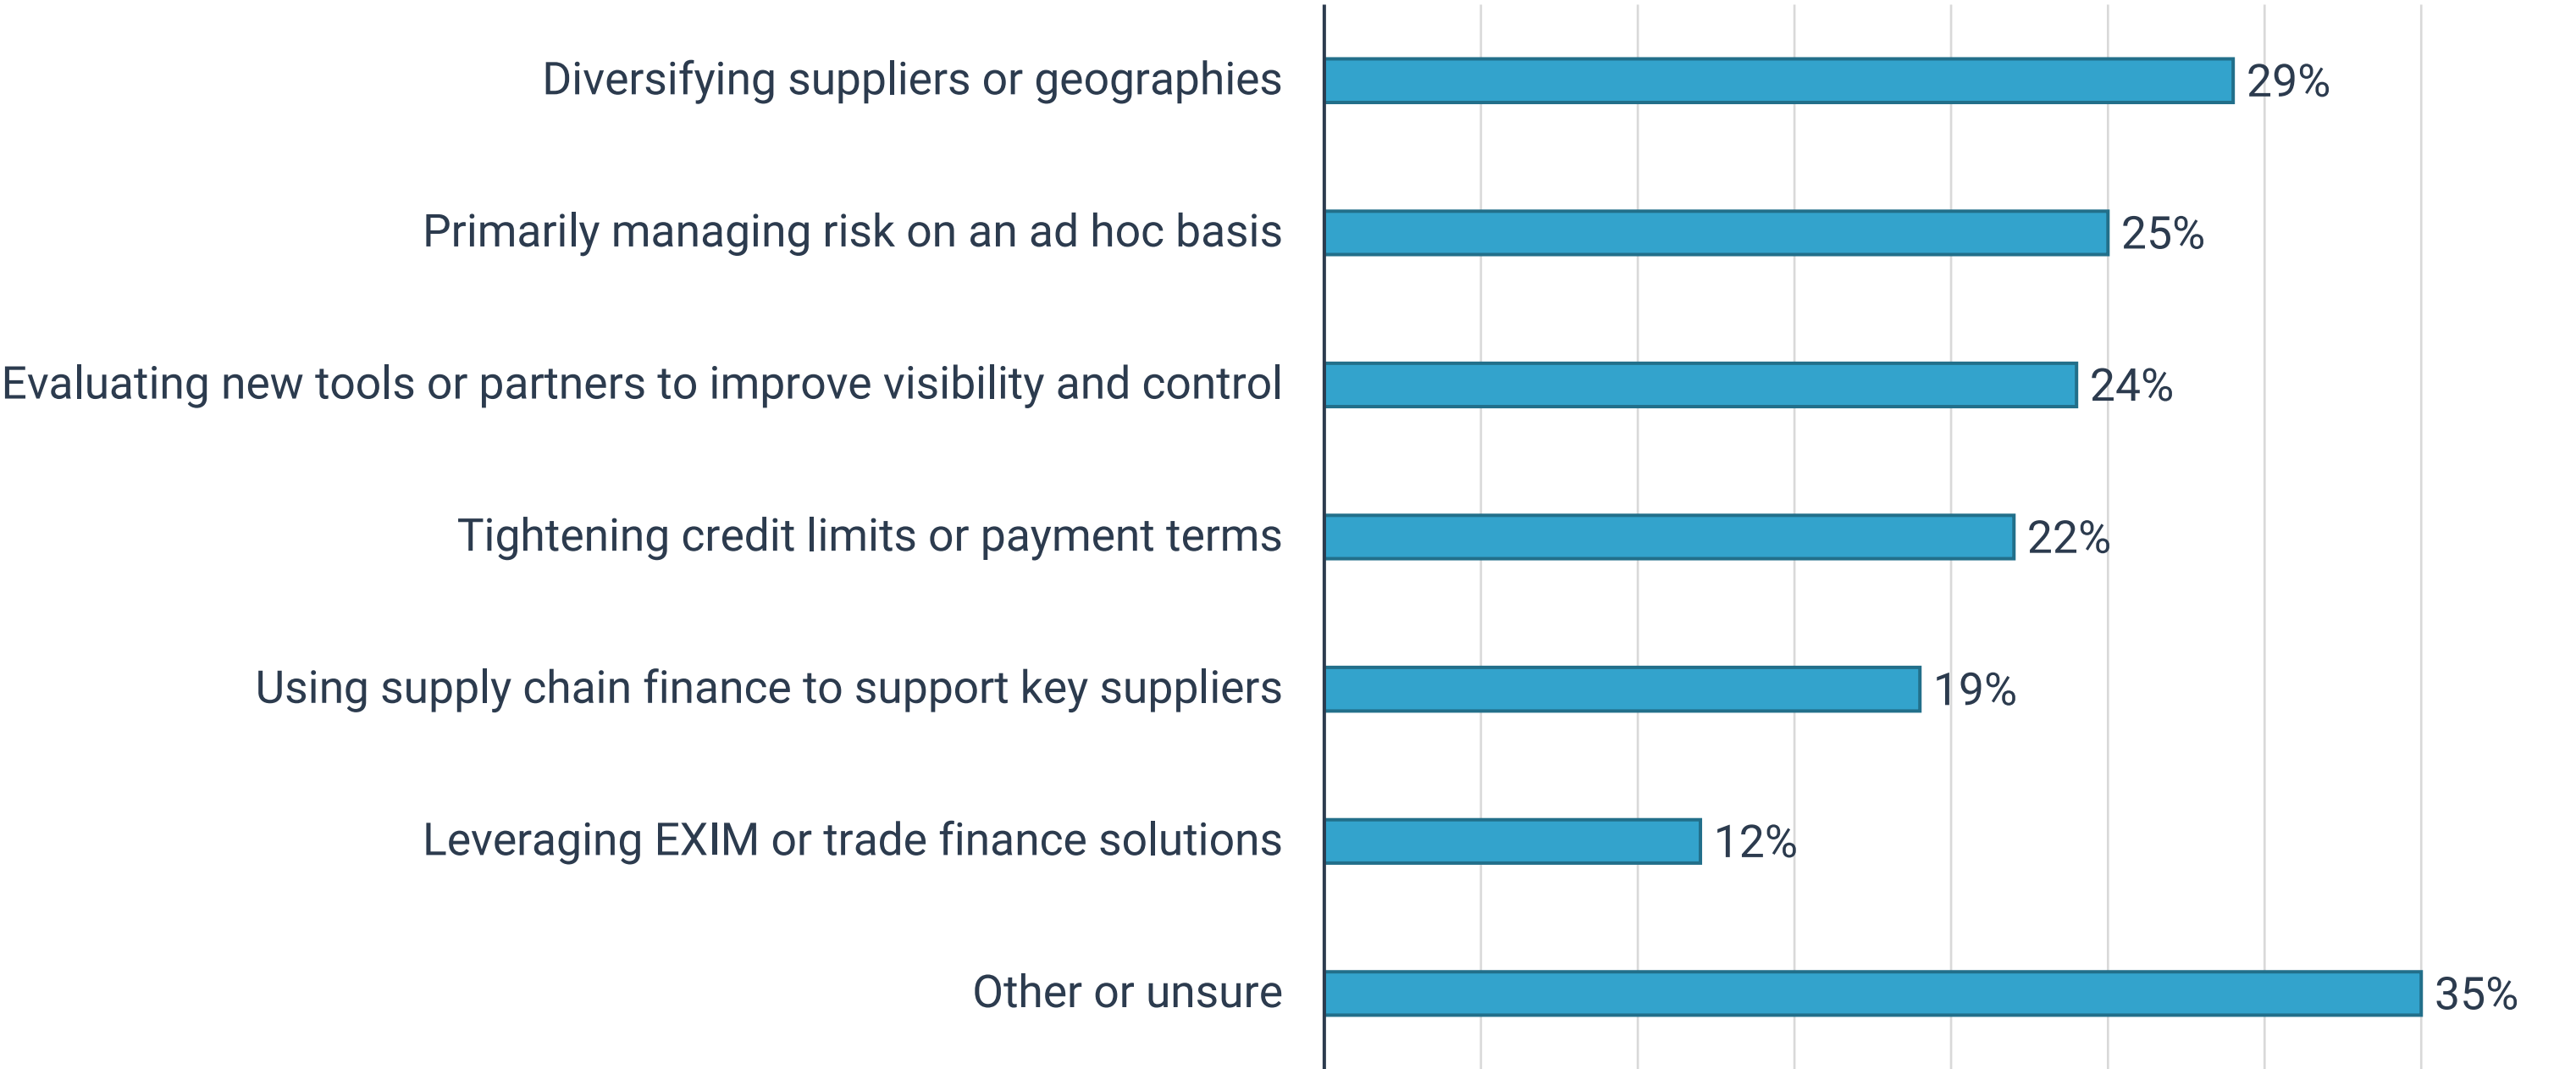 Diversifying suppliers or geographies 29%
Primarily managing risk on an ad hoc basis 25%
Evaluating new tools or partners to improve visibility and control 24%
Tightening credit limits or payment terms 22%
Using supply chain finance to support key suppliers 19%
Leveraging EXIM or trade finance solutions 12%
Other or unsure 35%